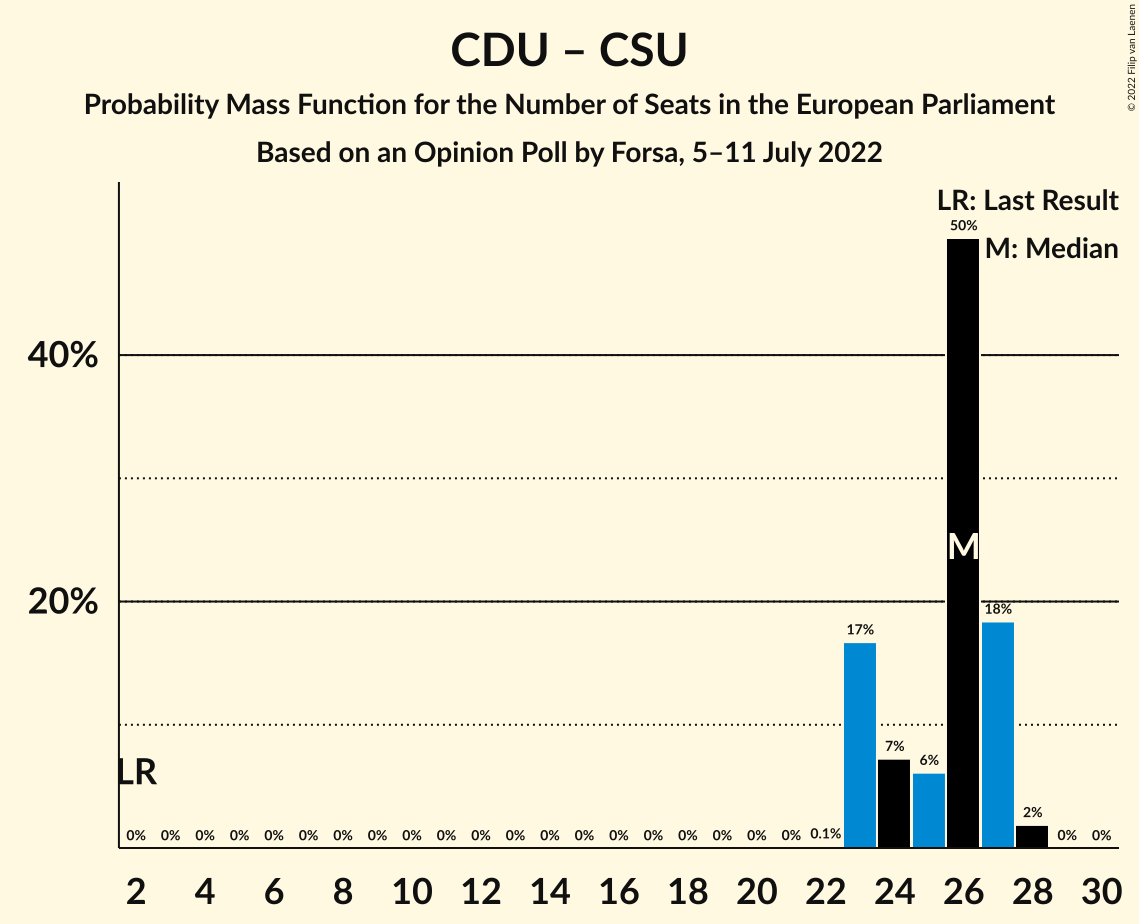 © 2022 Filip van Laenen
CDU – CSU
Probability Mass Function for the Number of Seats in the European Parliament
Based on an Opinion Poll by Forsa, 5–11 July 2022
LR: Last Result
M: Median
50%
40%
M
20%
18%
17%
7%
6%
LR
2%
0% 0% 0% 0% 0% 0% 0% 0% 0% 0% 0% 0% 0% 0% 0% 0% 0% 0% 0% 0% 0.1% 0% 0%
2 4 6 8 10 12 14 16 18 20 22 24 26 28 30